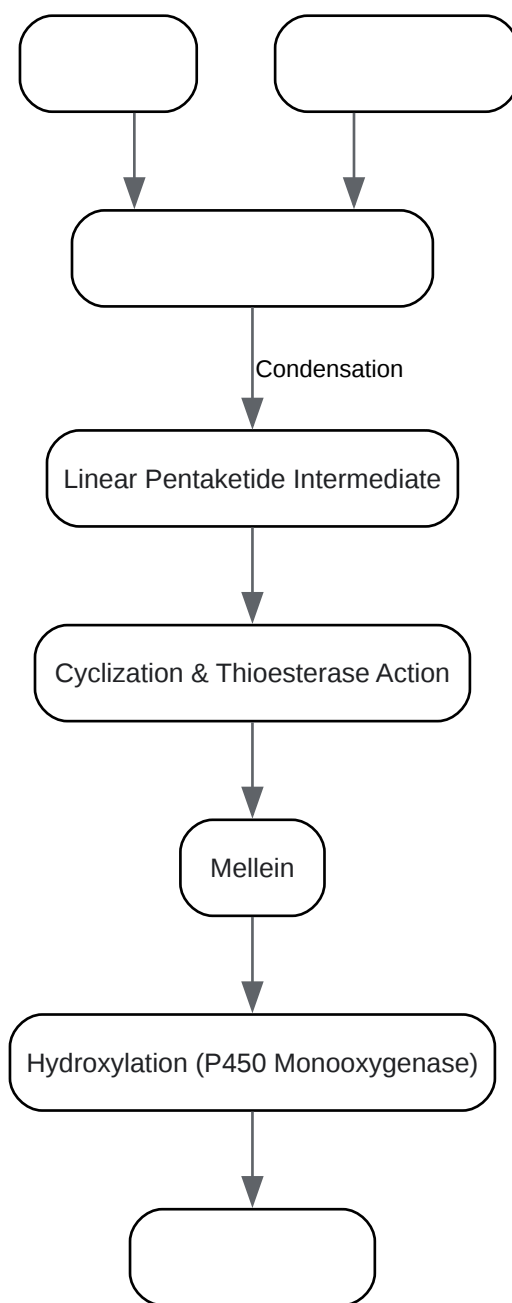 Condensation
Linear Pentaketide Intermediate
Cyclization & Thioesterase Action
Mellein
Hydroxylation (P450 Monooxygenase)